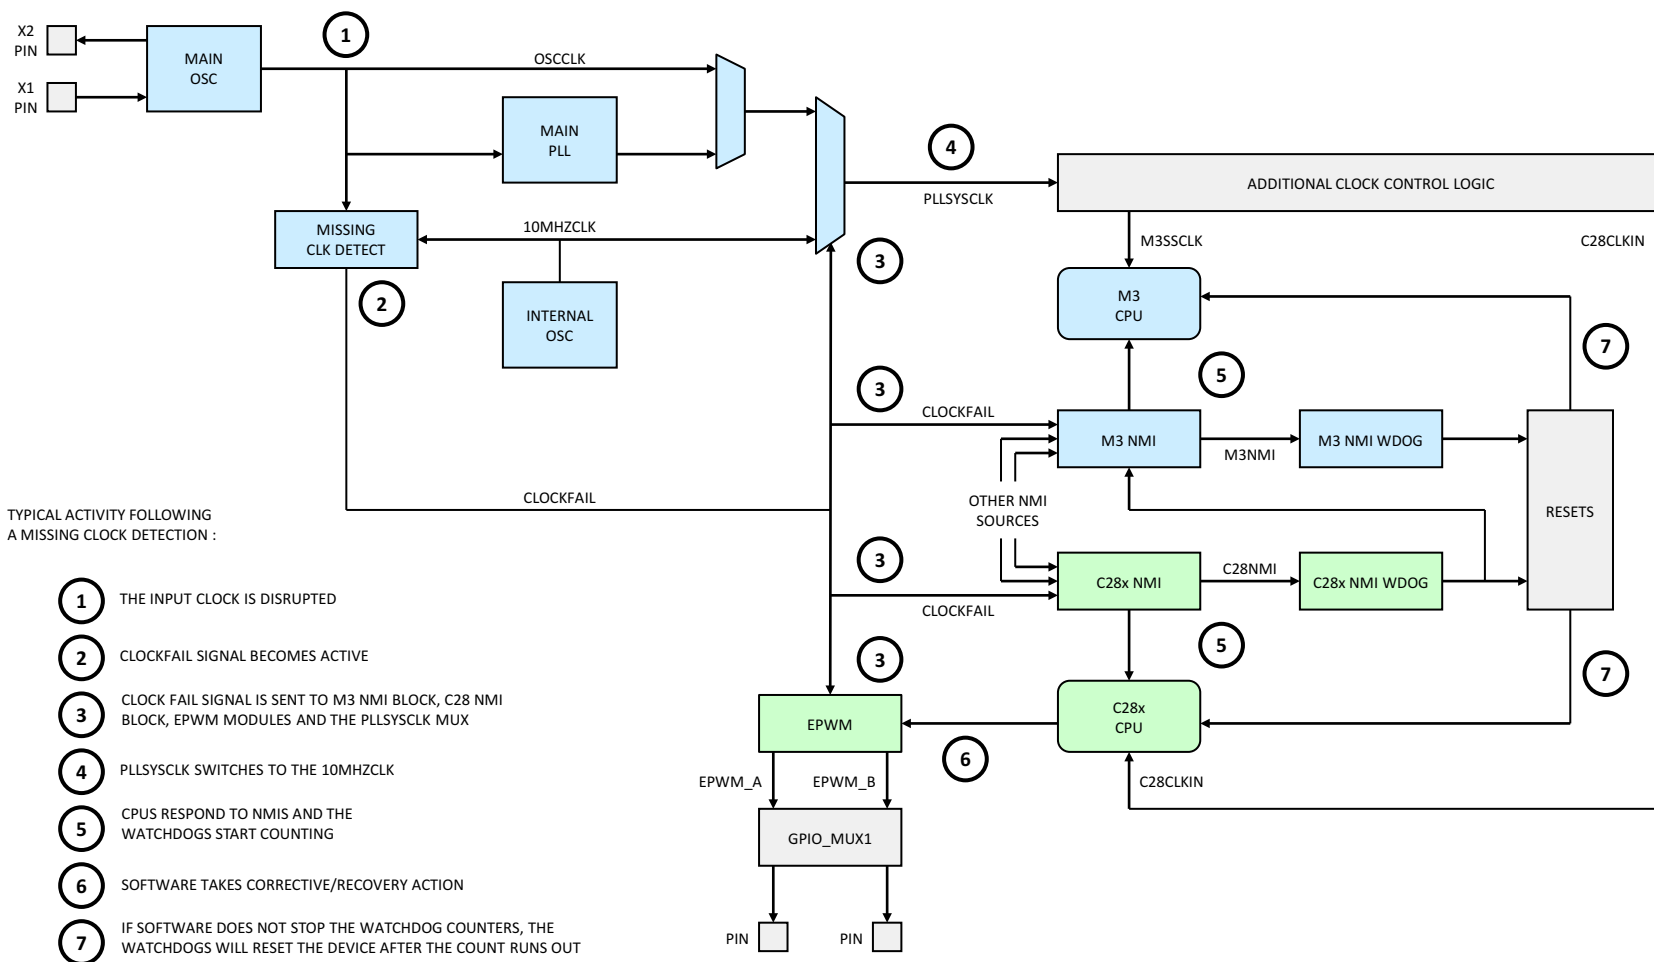 X2
PIN
MAIN
OSC
X1
PIN
1
OSCCLK
MAIN
PLL
4
PLLSYSCLK
ADDITIONAL CLOCK CONTROL LOGIC
MISSING
CLK DETECT
10MHZCLK
3
M3SSCLK
C28CLKIN
2
INTERNAL
OSC
M3
CPU
7
3
5
CLOCKFAIL
M3 NMI
M3NMI
M3 NMI WDOG
CLOCKFAIL
OTHER NMI
SOURCES
RESETS
TYPICAL ACTIVITY FOLLOWING
A MISSING CLOCK DETECTION :
3
C28x NMI
C28NMI
C28x NMI WDOG
CLOCKFAIL
1
THE INPUT CLOCK IS DISRUPTED
3
5
7
2
CLOCKFAIL SIGNAL BECOMES ACTIVE
3
CLOCK FAIL SIGNAL IS SENT TO M3 NMI BLOCK, C28 NMI
BLOCK, EPWM MODULES AND THE PLLSYSCLK MUX
EPWM
C28x
CPU
6
4
PLLSYSCLK SWITCHES TO THE 10MHZCLK
EPWM_A
EPWM_B
C28CLKIN
5
CPUS RESPOND TO NMIS AND THE
WATCHDOGS START COUNTING
GPIO_MUX1
6
SOFTWARE TAKES CORRECTIVE/RECOVERY ACTION
7
IF SOFTWARE DOES NOT STOP THE WATCHDOG COUNTERS, THE
WATCHDOGS WILL RESET THE DEVICE AFTER THE COUNT RUNS OUT
PIN
PIN